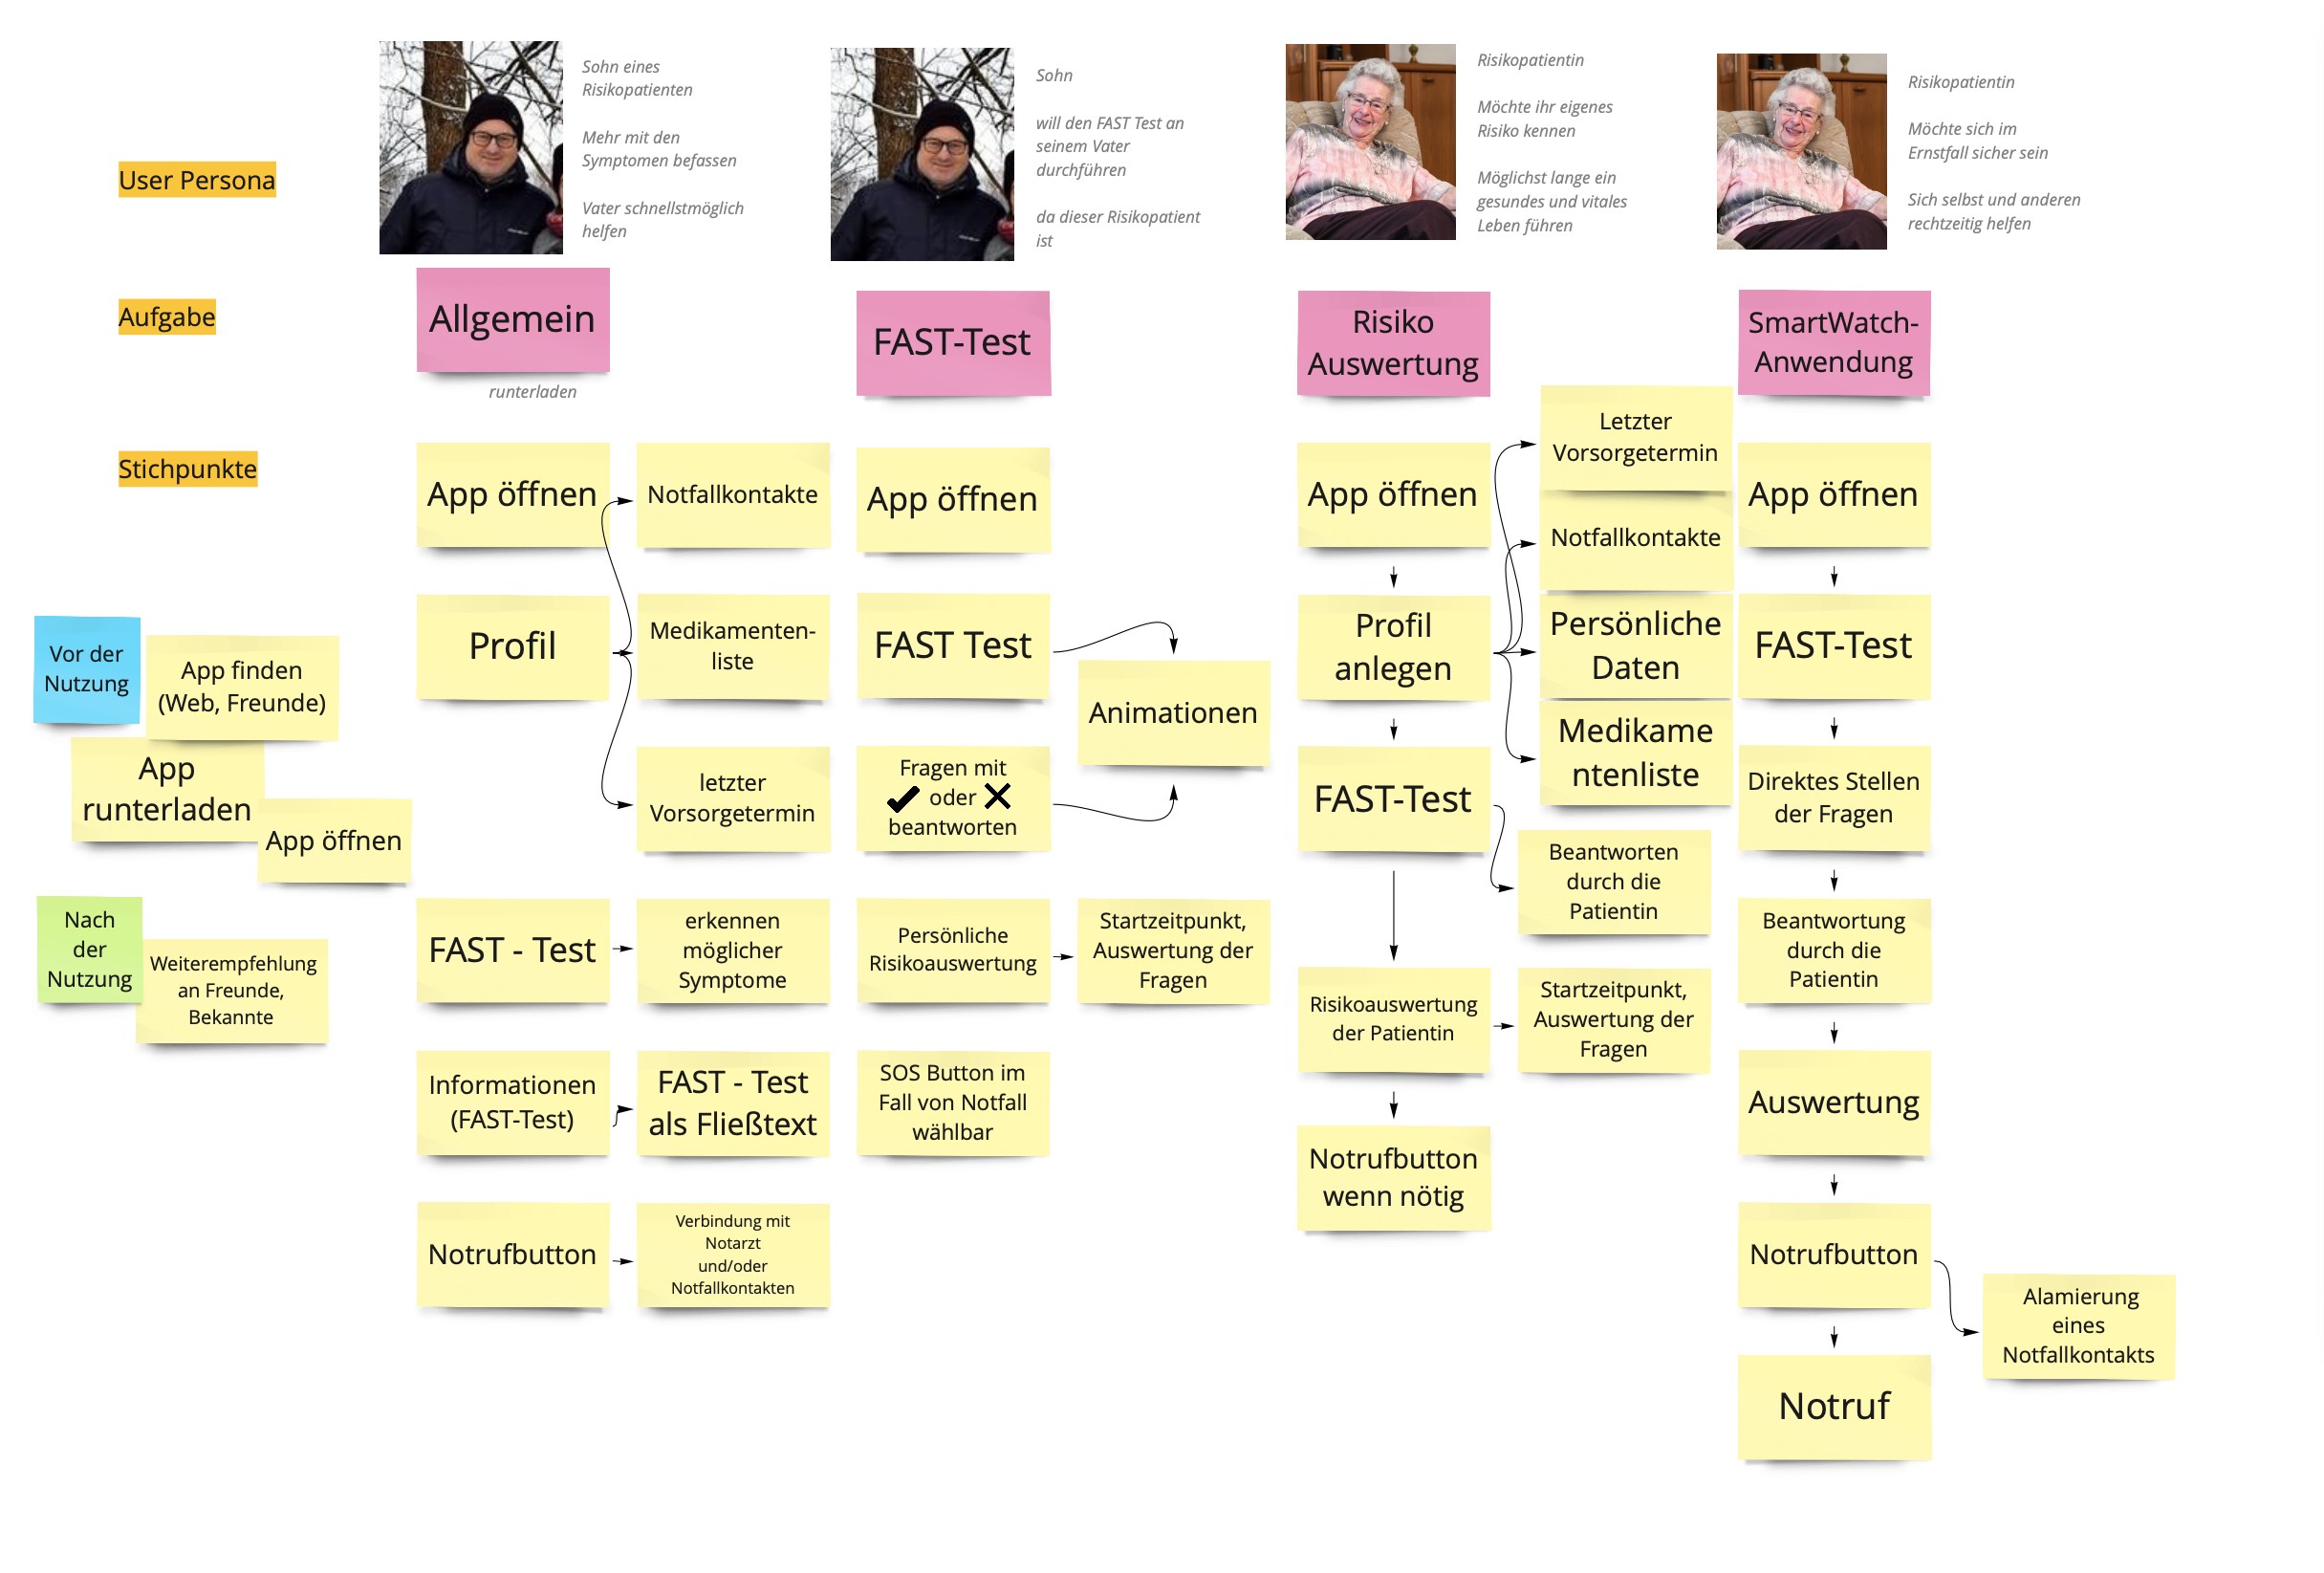 User Persona
Sohn eines
Risikopatienten
Mehr mit den
Symptomen befassen
Vater schnellstmöglich
helfen
Sohn
will den FAST Test an
seinem Vater
durchführen
da dieser Risikopatient
ist
Risikopatientin
Möchte ihr eigenes
Risiko kennen
Möglichst lange ein
gesundes und vitales
Leben führen
Risikopatientin
Möchte sich im
Ernstfall sicher sein
Sich selbst und anderen
rechtzeitig helfen
Aufgabe
Allgemein
runterladen
FAST-Test
Risiko
Auswertung
SmartWatch-
Anwendung
Stichpunkte
Vor der
Nutzung
App finden
(Web, Freunde)
App
runterladen
App öffnen
Nach
der
Nutzung
Weiterempfehlung
an Freunde,
Bekannte
App öffnen
Notfallkontakte
Profil
Medikamenten-
liste
letzter
Vorsorgetermin
FAST - Test
erkennen
möglicher
Symptome
Informationen
(FAST-Test)
FAST - Test
als Fließtext
Notrufbutton
Verbindung mit
Notarzt
und/oder
Notfallkontakten
App öffnen
FAST Test
Animationen
Fragen mit
✔ oder ✕
beantworten
Persönliche
Risikoauswertung
Startzeitpunkt,
Auswertung der
Fragen
SOS Button im
Fall von Notfall
wählbar
App öffnen
Letzter
Vorsorgetermin
Notfallkontakte
Profil
anlegen
Persönliche
Daten
Medikame
ntenliste
FAST-Test
Beantworten
durch die
Patientin
Risikoauswertung
der Patientin
Startzeitpunkt,
Auswertung der
Fragen
Notrufbutton
wenn nötig
App öffnen
FAST-Test
Direktes Stellen
der Fragen
Beantwortung
durch die
Patientin
Auswertung
Notrufbutton
Alamierung
eines
Notfallkontakts
Notruf